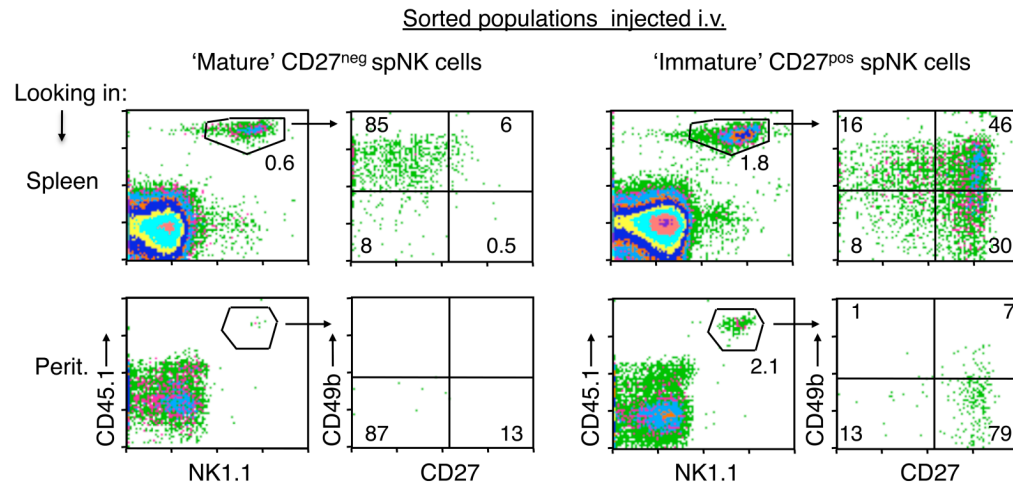 Sorted populations injected i.v.
'Mature' CD27neg spNK cells
'Immature' CD27pos spNK cells
Looking in:
Spleen
0.6
85 6
8 0.5
1.8
16 46
8 30
Perit.
87 13
2.1
1 7
13 79
CD45.1
CD49b
CD45.1
CD49b
NK1.1
CD27
NK1.1
CD27